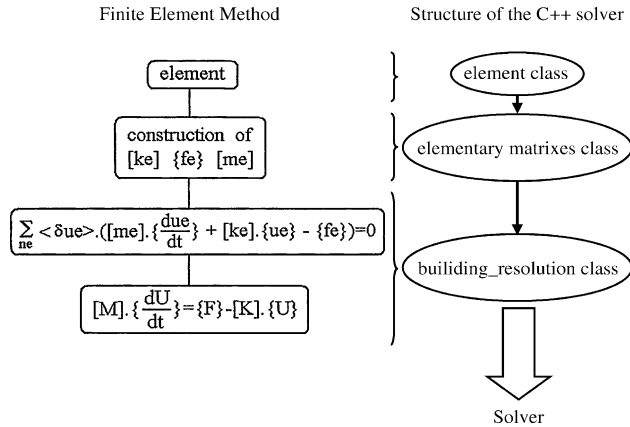 Finite Element Method
Structure of the C++ solver
element
element class
construction of
[ke] {fe} [me]
elementary matrixes class
∑ <δue>.([me].{due/dt} + [ke].{ue} - {fe})=0
ne
builiding_resolution class
[M].{dU/dt}={F}-[K].{U}
Solver